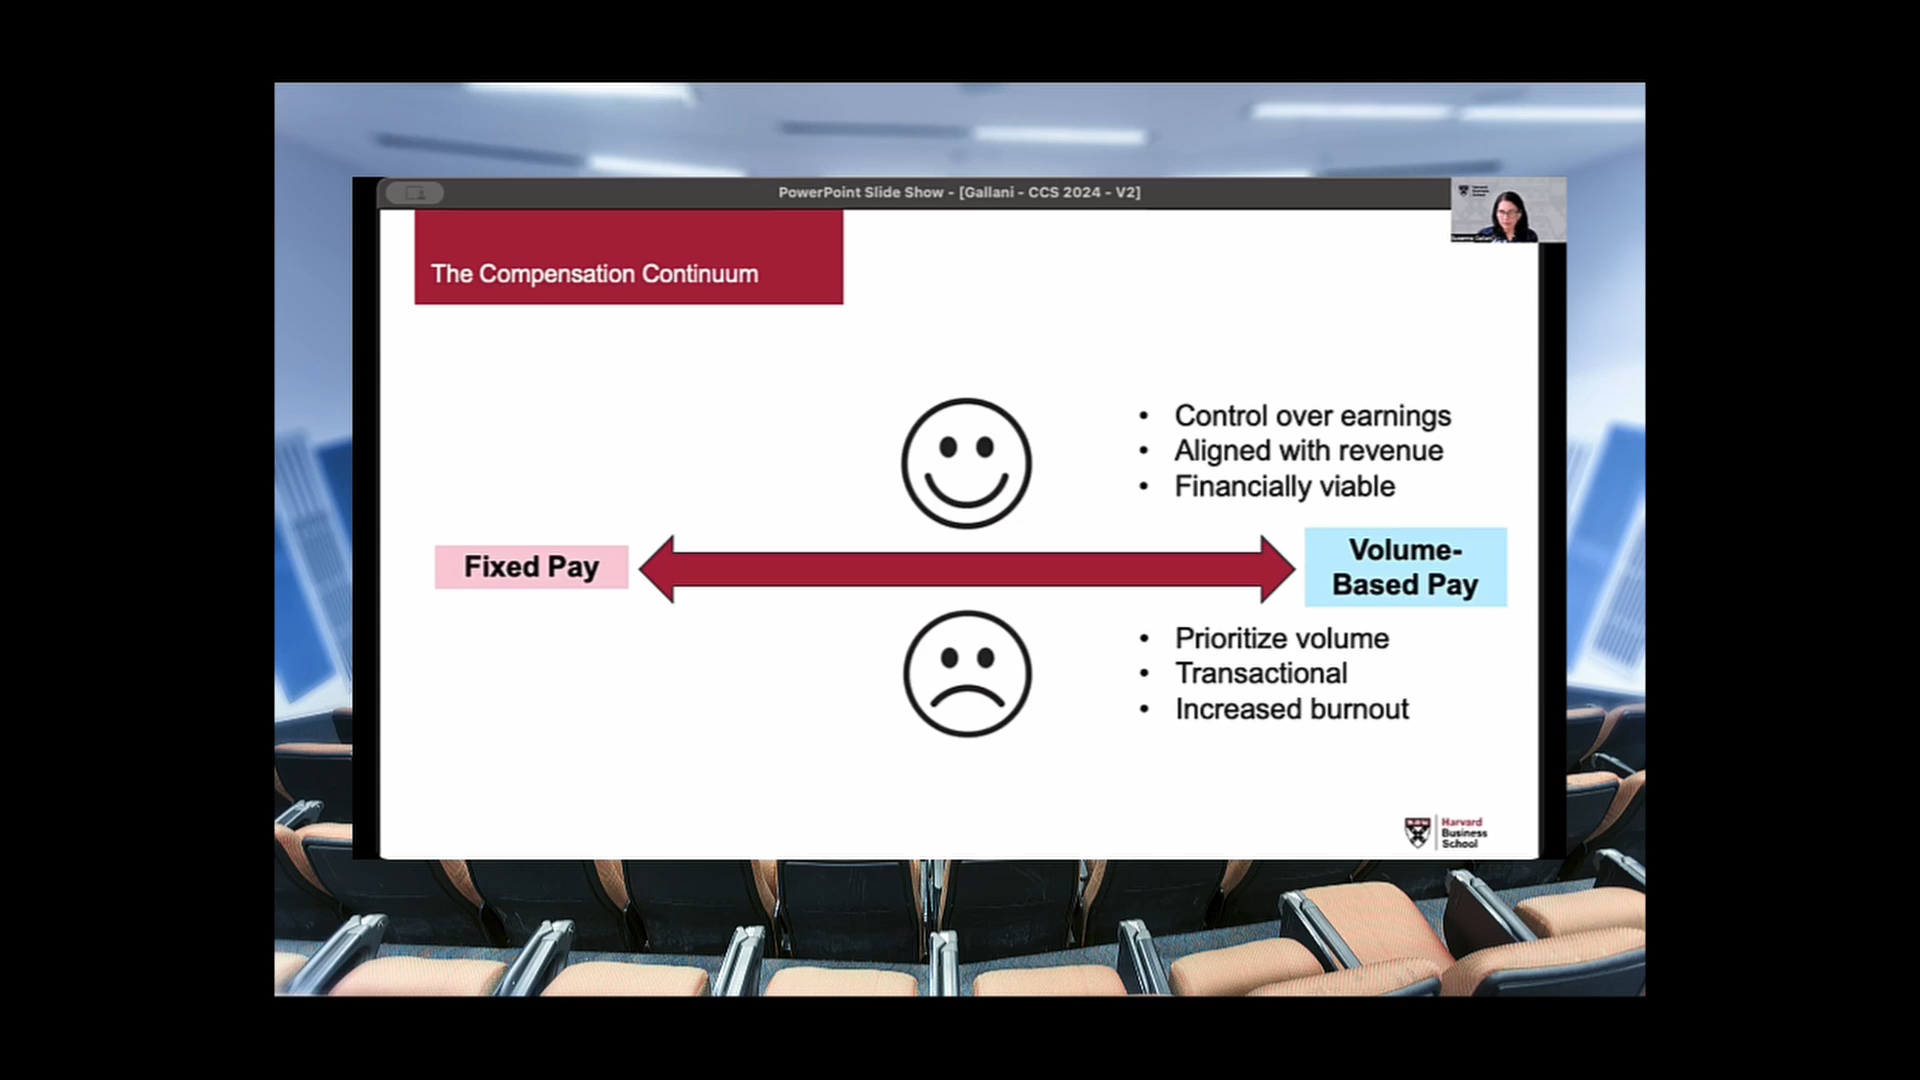 PowerPoint Slide Show - [Gallani - CCS 2024 - V2]
The Compensation Continuum
• Control over earnings
• Aligned with revenue
• Financially viable
Fixed Pay
Volume-
Based Pay
• Prioritize volume
• Transactional
• Increased burnout
Harvard
Business
School